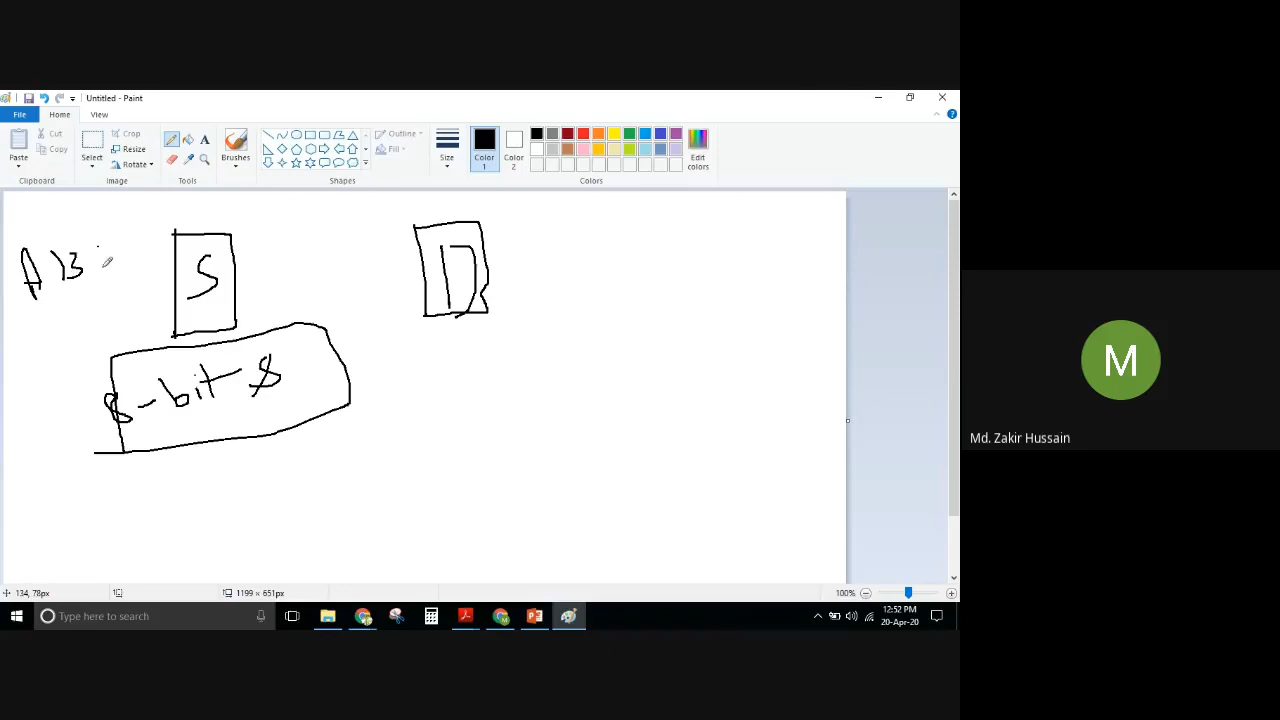 Untitled - Paint
File Home View
Cut
Copy
Paste
Clipboard
Crop
Resize
Rotate
Select
Image
A
Tools
Brushes
Outline
Fill
Shapes
Size
Color 1
Color 2
Edit colors
Colors
A B
S
D
8-bit
134, 78px
1199 × 651px
100%
Type here to search
12:52 PM
20-Apr-20
M
Md. Zakir Hussain